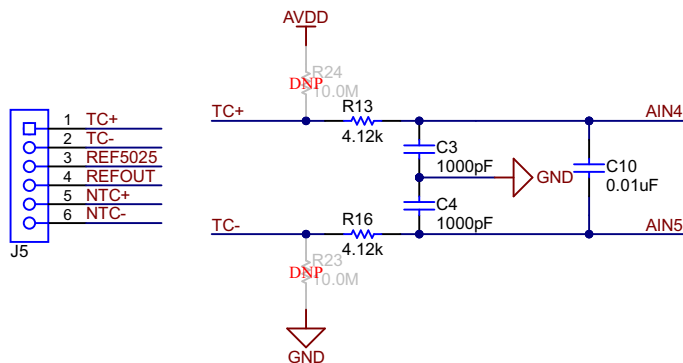 AVDD
R24
DNP
10.0M
TC+
R13
4.12k
AIN4
C3
1000pF
C10
0.01uF
GND
C4
1000pF
TC-
R16
4.12k
AIN5
R23
DNP
10.0M
GND
1 TC+
2 TC-
3 REF5025
4 REFOUT
5 NTC+
6 NTC-
J5